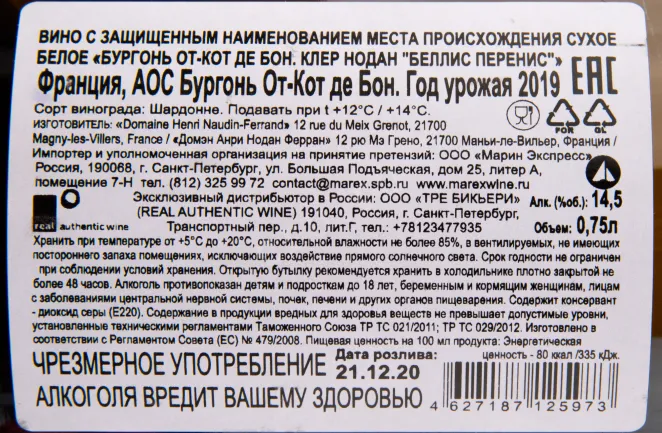 ВИНО С ЗАЩИЩЕННЫМ НАИМЕНОВАНИЕМ МЕСТА ПРОИСХОЖДЕНИЯ СУХОЕ
БЕЛОЕ «БУРГОНЬ ОТ-КОТ ДЕ БОН. КЛЕР НОДАН "БЕЛЛИС ПЕРЕНИС"»
Франция, АОС Бургонь От-Кот де Бон. Год урожая 2019 EAC
Сорт винограда: Шардонне. Подавать при t +12°C / +14°C.
ИЗГОТОВИТЕЛЬ: «Domaine Henri Naudin-Ferrand» 12 rue du Meix Grenot, 21700
POR GL
Magny-les-Villers, France / «Домэн Анри Нодан Ферран» 12 рю Мэ Грено, 21700 Маньи-ле-Вильер, Франция /
Импортер и уполномоченная организация на принятие претензий: ООО «Марин Экспресс»
Россия, 190068, г. Санкт-Петербург, ул. Большая Подъяческая, дом 25, литер А,
помещение 7-Н тел. (812) 325 99 72 contact@marex.spb.ru www.marexwine.ru
Эксклюзивный дистрибьютор в России: ООО «ТРЕ БИКЬЕРИ» Алк. (%об.): 14,5
(REAL AUTHENTIC WINE) 191040, Россия, г. Санкт-Петербург,
real authentic wine Транспортный пер., д.10, лит.Г, тел.: +78123477935 Объем: 0,75л
Хранить при температуре от +5°C до +20°C, относительной влажности не более 85%, в вентилируемых, не имеющих
постороннего запаха помещениях, исключающих воздействие прямого солнечного света. Срок годности не ограничен
при соблюдении условий хранения. Открытую бутылку рекомендуется хранить в холодильнике плотно закрытой не
более 48 часов. Алкоголь противопоказан детям и подросткам до 18 лет, беременным и кормящим женщинам, лицам
с заболеваниями центральной нервной системы, почек, печени и других органов пищеварения. Содержит консервант
- диоксид серы (Е220). Содержание в продукции вредных для здоровья веществ не превышает допустимые уровни,
установленные техническими регламентами Таможенного Союза ТР ТС 021/2011; ТР ТС 029/2012. Изготовлено в
соответствии с Регламентом Совета (ЕС) № 479/2008. Пищевая ценность на 100 мл продукта: Энергетическая
ценность - 80 ккал /335 кДж.
ЧРЕЗМЕРНОЕ УПОТРЕБЛЕНИЕ Дата розлива:
21.12.20
АЛКОГОЛЯ ВРЕДИТ ВАШЕМУ ЗДОРОВЬЮ 4 627187 125973